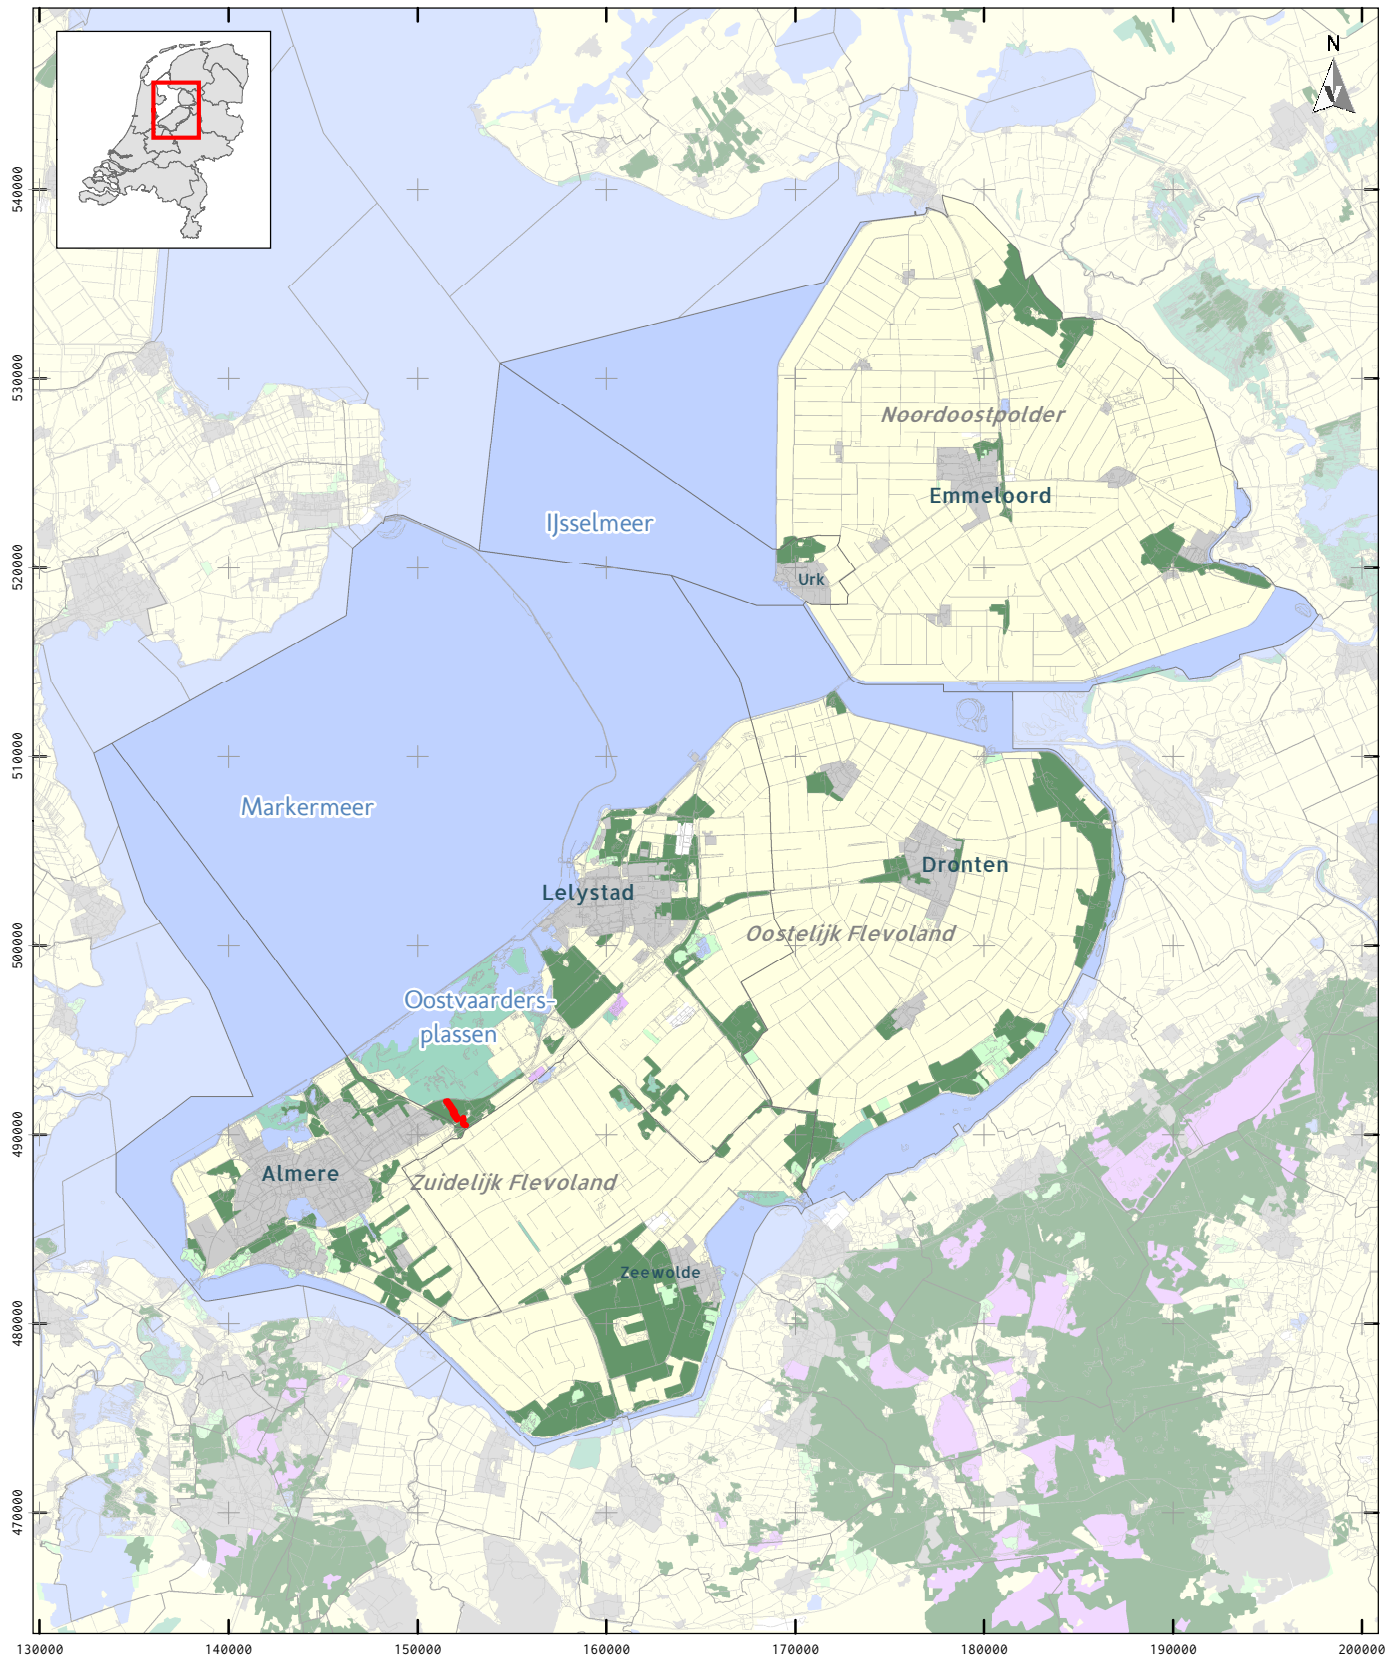 N
V
540000
530000
Noordoostpolder
Emmeloord
IJsselmeer
520000
Urk
510000
Markermeer
Dronten
Lelystad
Oostelijk Flevoland
500000
Oostvaarders-
plassen
490000
Almere
Zuidelijk Flevoland
Zeewolde
480000
470000
130000 140000 150000 160000 170000 180000 190000 200000